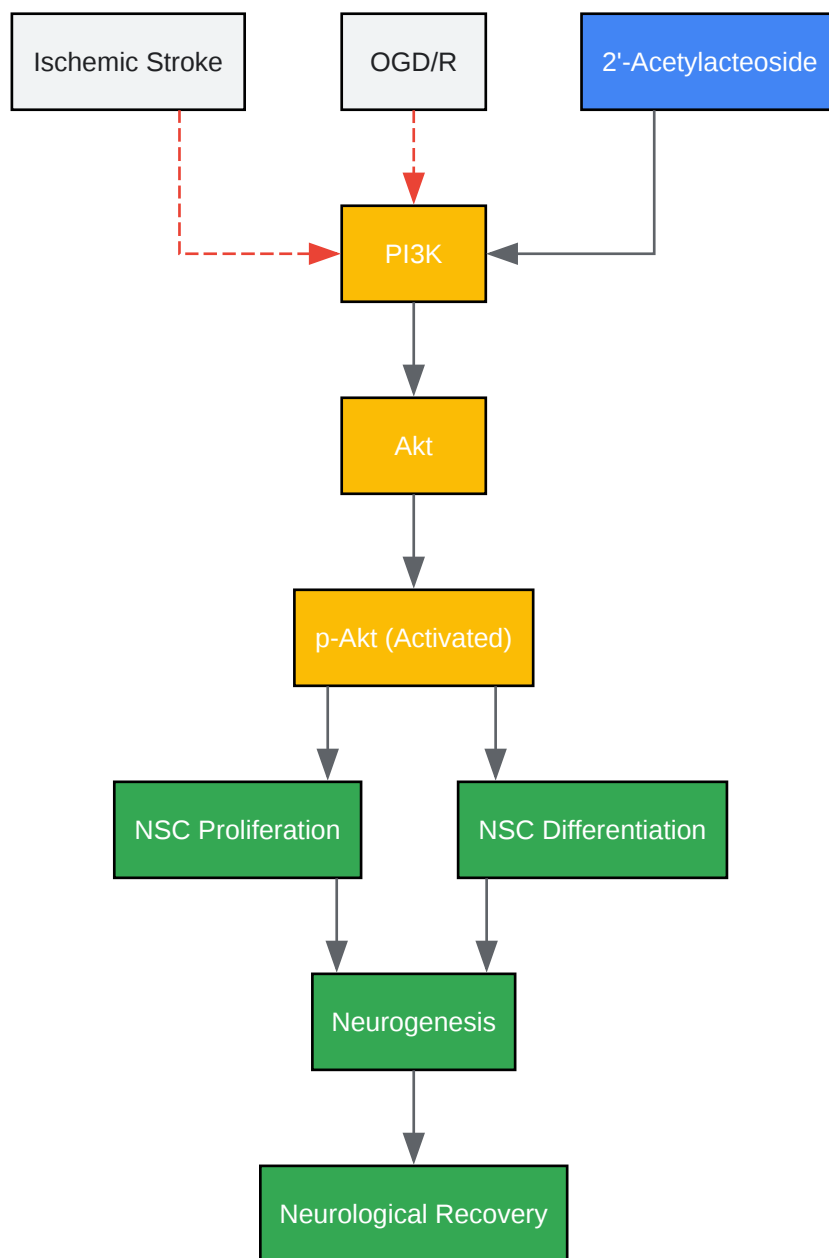 Ischemic Stroke
OGD/R
2'-Acetylacteoside
PI3K
Akt
p-Akt (Activated)
NSC Proliferation
NSC Differentiation
Neurogenesis
Neurological Recovery